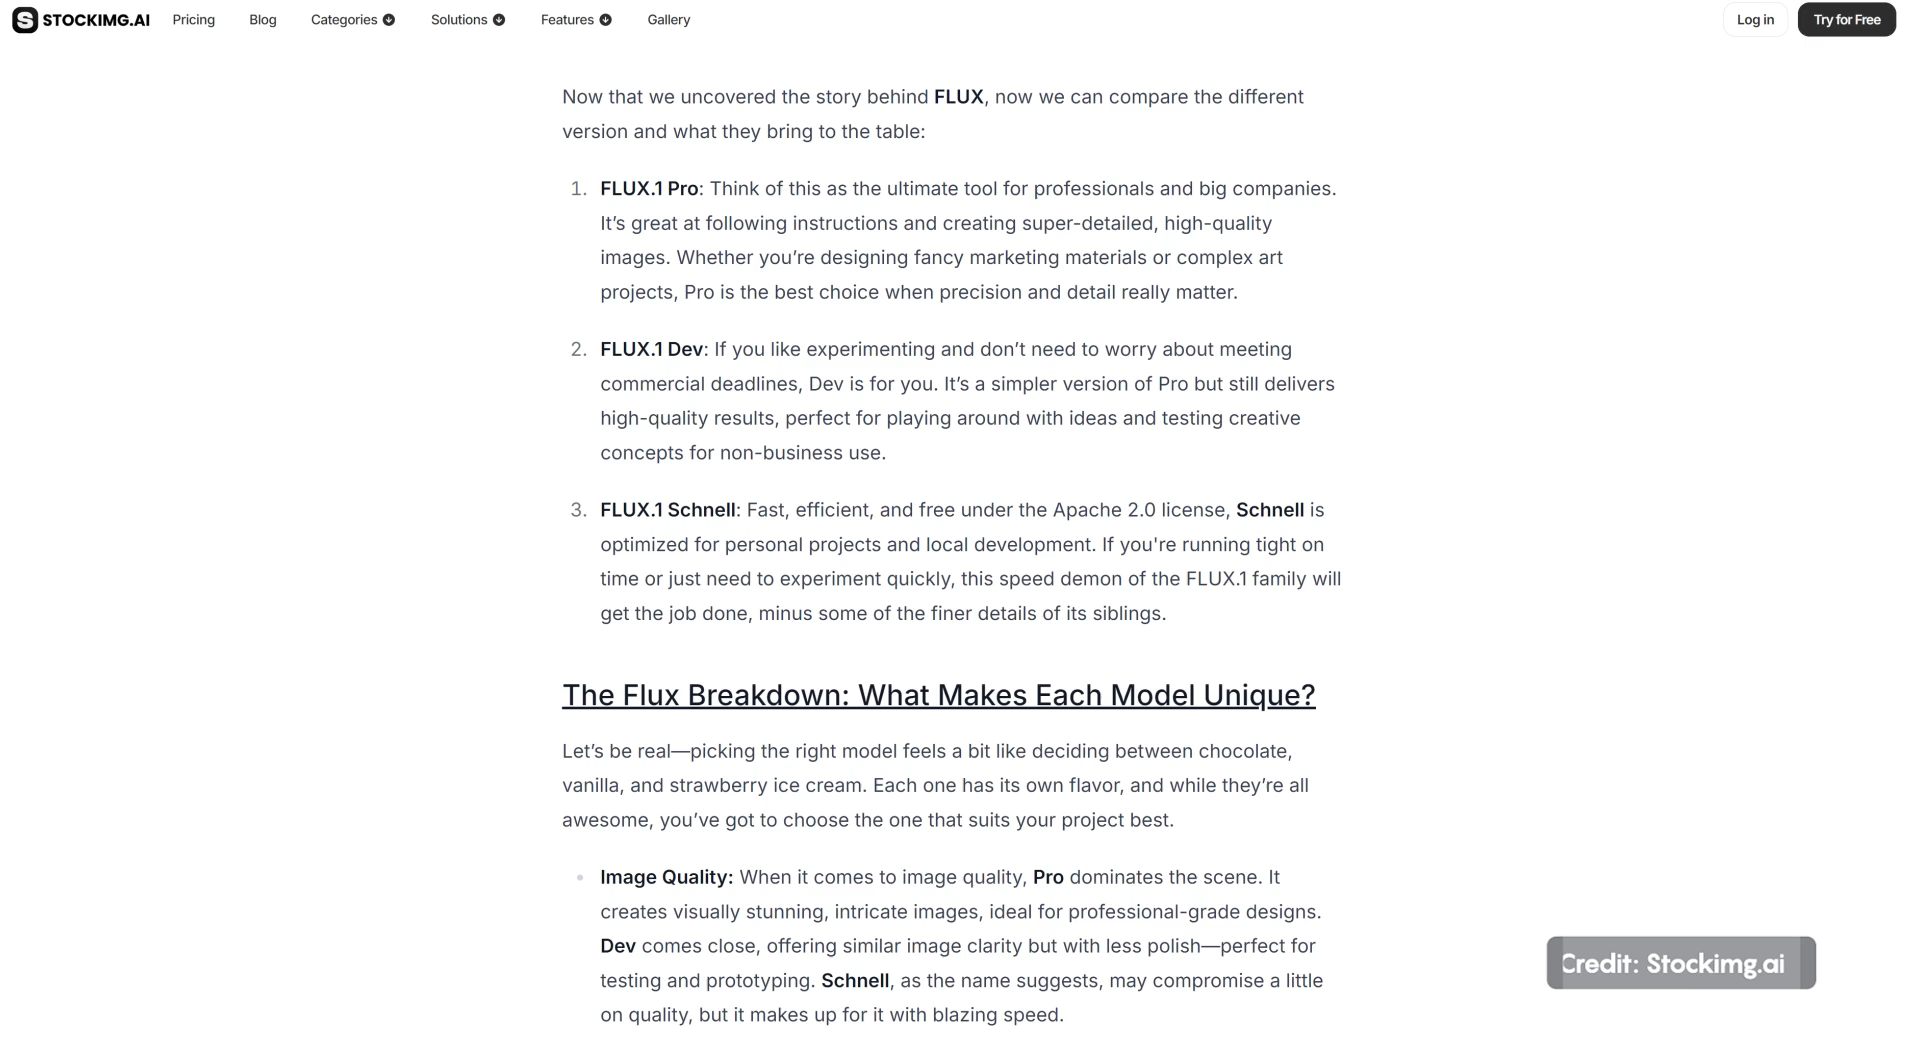 STOCKIMG.AI Pricing Blog Categories Solutions Features Gallery Log in Try for Free
Now that we uncovered the story behind FLUX, now we can compare the different
version and what they bring to the table:
1. FLUX.1 Pro: Think of this as the ultimate tool for professionals and big companies.
It’s great at following instructions and creating super-detailed, high-quality
images. Whether you’re designing fancy marketing materials or complex art
projects, Pro is the best choice when precision and detail really matter.
2. FLUX.1 Dev: If you like experimenting and don’t need to worry about meeting
commercial deadlines, Dev is for you. It’s a simpler version of Pro but still delivers
high-quality results, perfect for playing around with ideas and testing creative
concepts for non-business use.
3. FLUX.1 Schnell: Fast, efficient, and free under the Apache 2.0 license, Schnell is
optimized for personal projects and local development. If you're running tight on
time or just need to experiment quickly, this speed demon of the FLUX.1 family will
get the job done, minus some of the finer details of its siblings.
The Flux Breakdown: What Makes Each Model Unique?
Let’s be real—picking the right model feels a bit like deciding between chocolate,
vanilla, and strawberry ice cream. Each one has its own flavor, and while they’re all
awesome, you’ve got to choose the one that suits your project best.
Image Quality: When it comes to image quality, Pro dominates the scene. It
creates visually stunning, intricate images, ideal for professional-grade designs.
Dev comes close, offering similar image clarity but with less polish—perfect for
testing and prototyping. Schnell, as the name suggests, may compromise a little
on quality, but it makes up for it with blazing speed.
Credit: Stockimg.ai